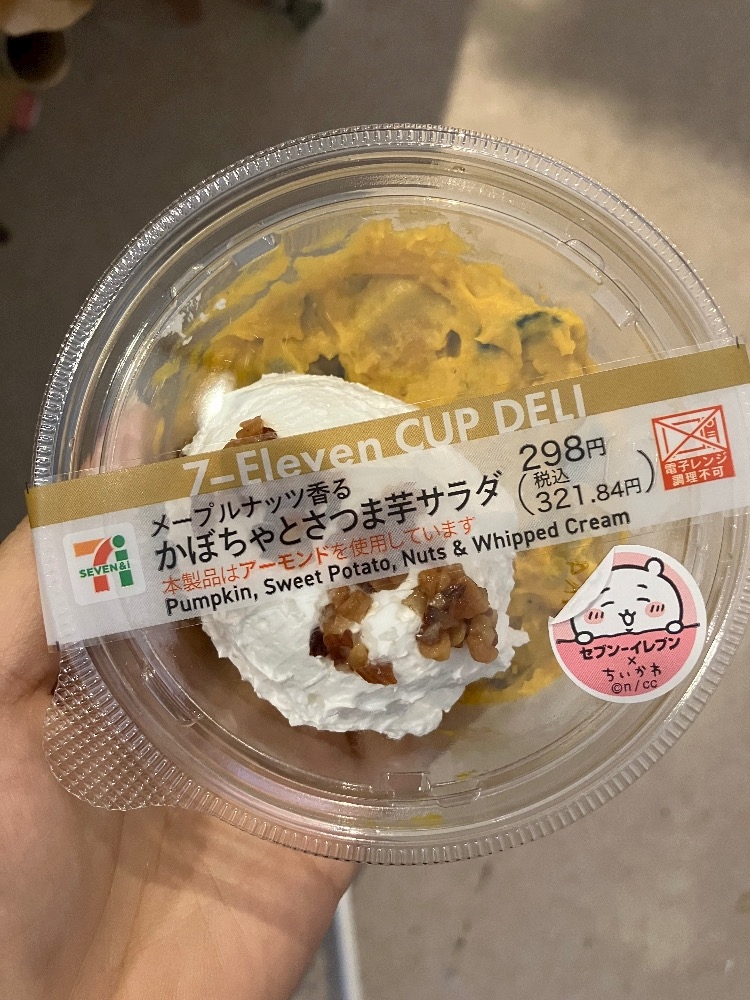 7-Eleven CUP DELI
メープルナッツ香る
かぼちゃとさつま芋サラダ
298円
(税込
321.84円)
本製品はアーモンドを使用しています
Pumpkin, Sweet Potato, Nuts & Whipped Cream
SEVEN&i
電子レンジ
調理不可
セブン-イレブン
×
ちいかわ
©n/cc